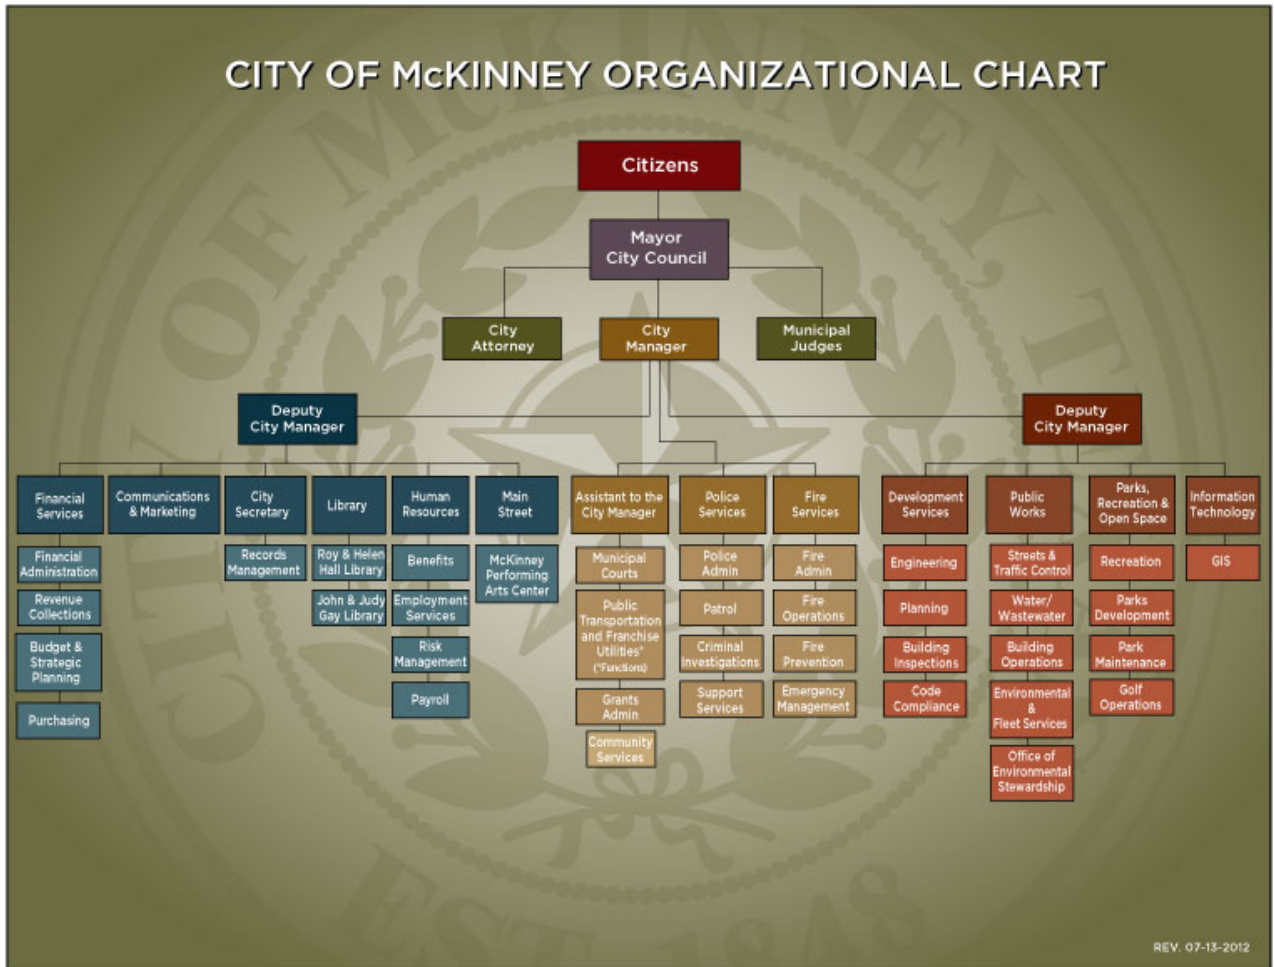 CITY OF McKINNEY ORGANIZATIONAL CHART
Citizens
Mayor
City Council
City
Attorney
City
Manager
Municipal
Judges
Deputy
City Manager
Deputy
City Manager
Financial
Services
Communications
& Marketing
City
Secretary
Library
Human
Resources
Main
Street
Assistant to the
City Manager
Police
Services
Fire
Services
Development
Services
Public
Works
Parks,
Recreation &
Open Space
Information
Technology
Financial
Administration
Revenue
Collections
Budget &
Strategic
Planning
Purchasing
Records
Management
Roy & Helen
Hall Library
John & Judy
Gay Library
Benefits
Employment
Services
Risk
Management
Payroll
McKinney
Performing
Arts Center
Municipal
Courts
Public
Transportation
and Franchise
Utilities*
(*Functions)
Grants
Admin
Community
Services
Police
Admin
Patrol
Criminal
Investigations
Support
Services
Fire
Admin
Fire
Operations
Fire
Prevention
Emergency
Management
Engineering
Planning
Building
Inspections
Code
Compliance
Streets &
Traffic Control
Water/
Wastewater
Building
Operations
Environmental
&
Fleet Services
Office of
Environmental
Stewardship
Recreation
Parks
Development
Park
Maintenance
Golf
Operations
GIS
CITY OF McKINNEY, T
EST. 1848
REV. 07-13-2012